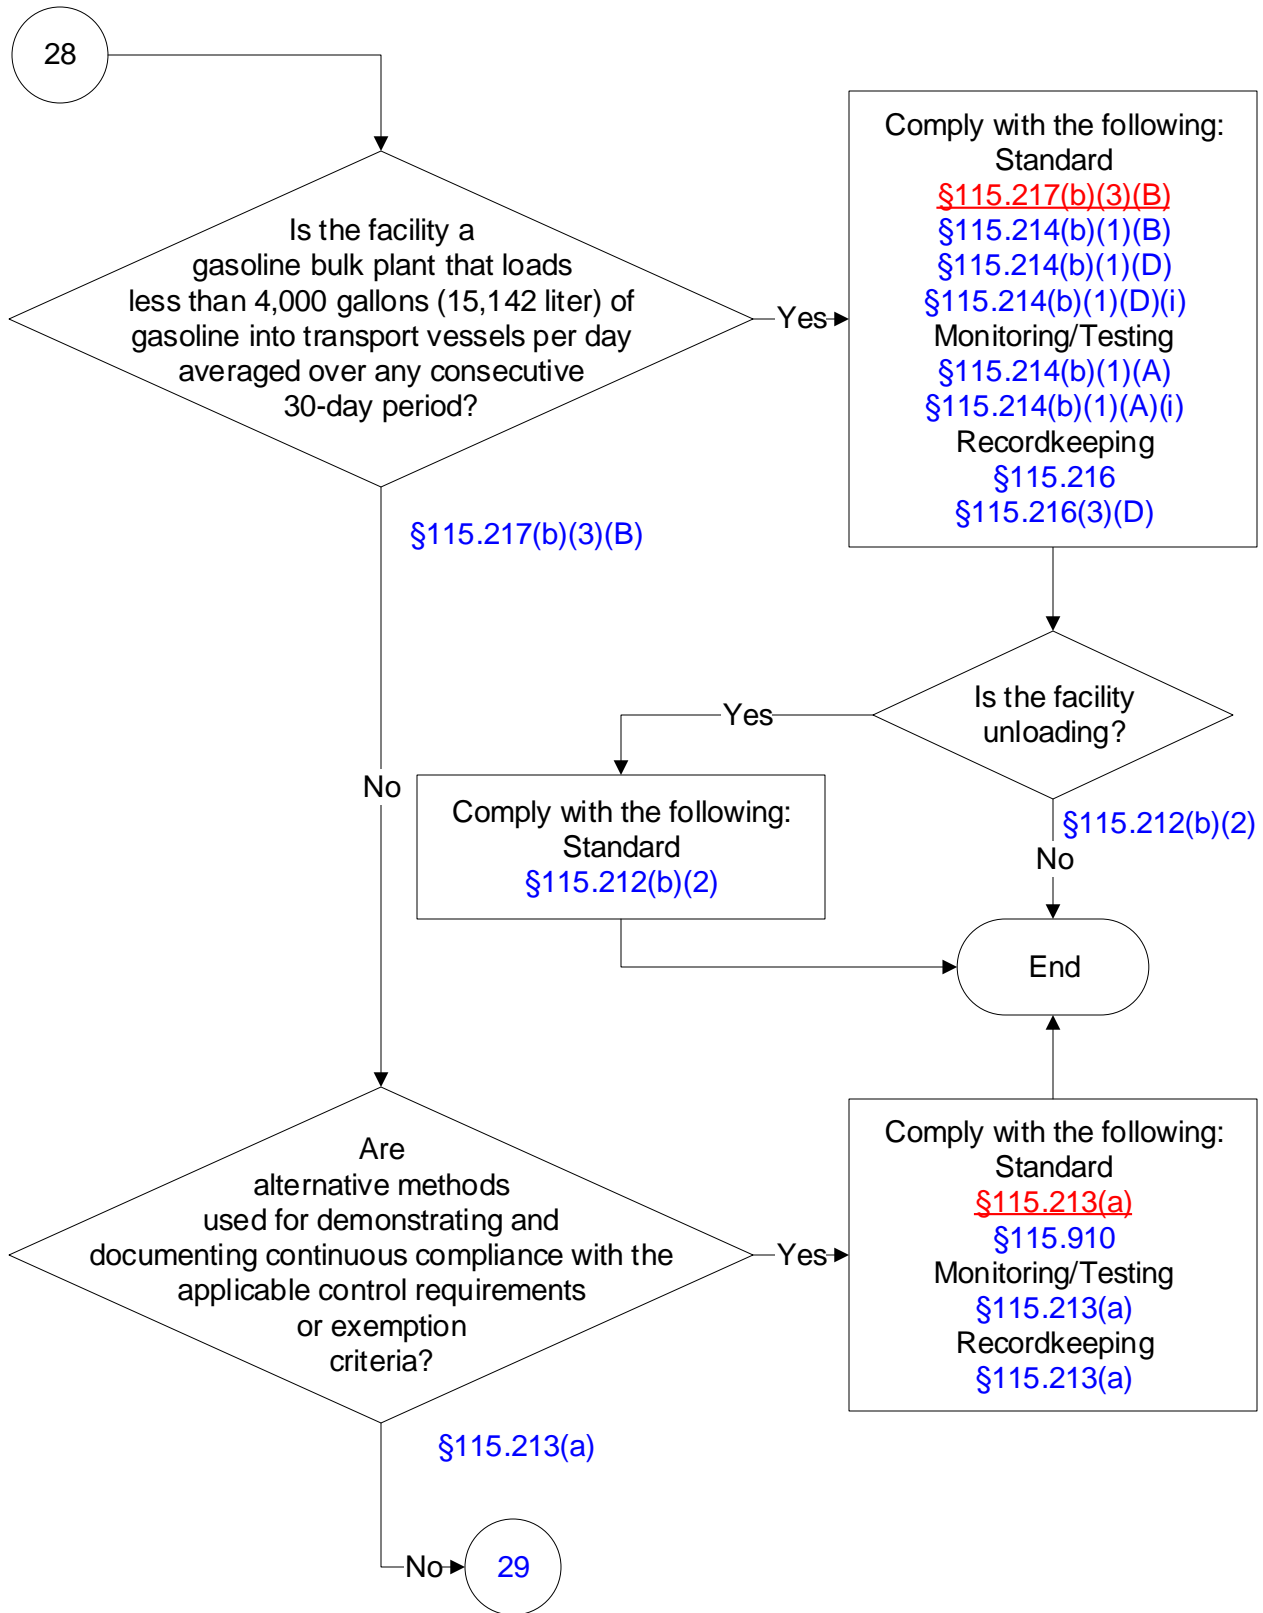 28
Is the facility a
gasoline bulk plant that loads
less than 4,000 gallons (15,142 liter) of
gasoline into transport vessels per day
averaged over any consecutive
30-day period?
Yes
Comply with the following:
Standard
§115.217(b)(3)(B)
§115.214(b)(1)(B)
§115.214(b)(1)(D)
§115.214(b)(1)(D)(i)
Monitoring/Testing
§115.214(b)(1)(A)
§115.214(b)(1)(A)(i)
Recordkeeping
§115.216
§115.216(3)(D)
§115.217(b)(3)(B)
Is the facility
unloading?
Yes
No
Comply with the following:
Standard
§115.212(b)(2)
§115.212(b)(2)
No
End
Are
alternative methods
used for demonstrating and
documenting continuous compliance with the
applicable control requirements
or exemption
criteria?
Yes
Comply with the following:
Standard
§115.213(a)
§115.910
Monitoring/Testing
§115.213(a)
Recordkeeping
§115.213(a)
§115.213(a)
No
29